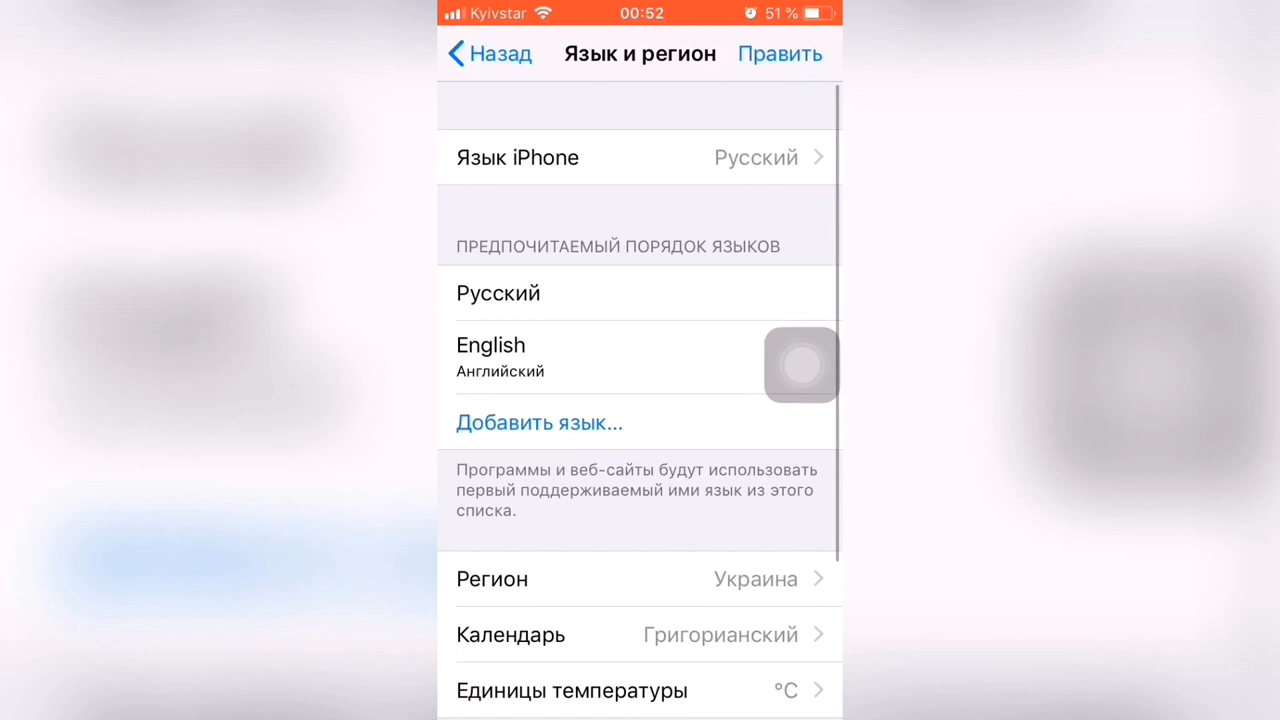 Kyivstar 00:52 51 %
Назад Язык и регион Править
Язык iPhone Русский
ПРЕДПОЧИТАЕМЫЙ ПОРЯДОК ЯЗЫКОВ
Русский
English
Английский
Добавить язык...
Программы и веб-сайты будут использовать
первый поддерживаемый ими язык из этого
списка.
Регион Украина
Календарь Григорианский
Единицы температуры °C